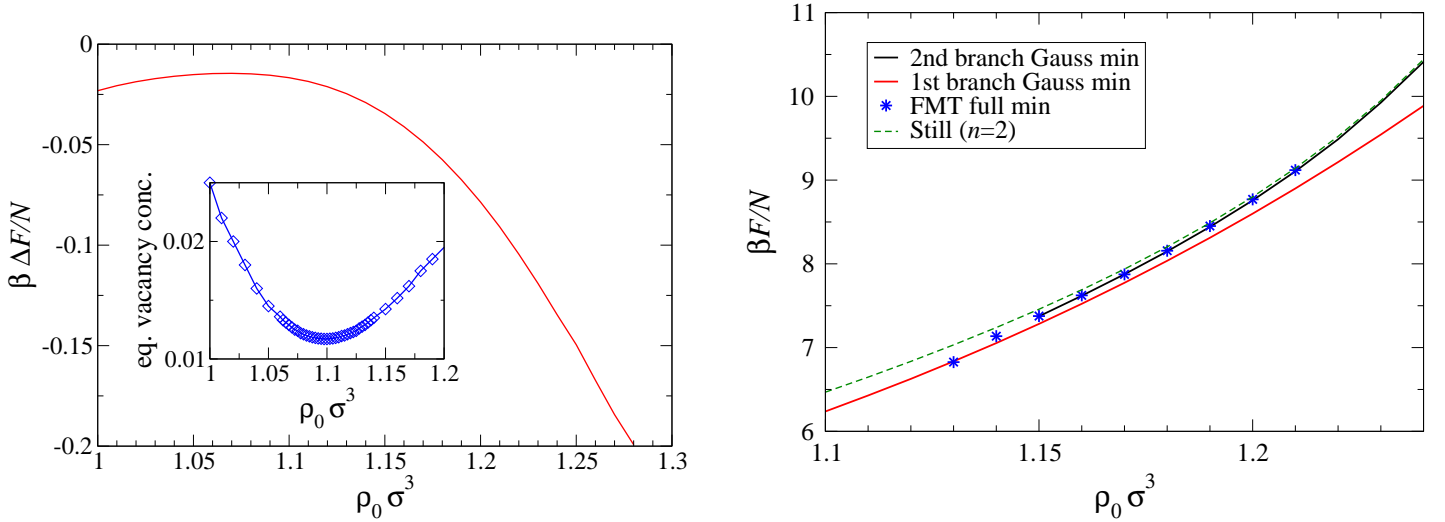 0
-0.05
-0.1
-0.15
-0.2
1
1.05
1.1
1.15
1.2
1.25
1.3
β ΔF/N
ρ₀ σ³
0.02
0.01
1
1.05
1.1
1.15
1.2
eq. vacancy conc.
ρ₀ σ³
11
10
9
8
7
6
1.1
1.15
1.2
βF/N
ρ₀ σ³
2nd branch Gauss min
1st branch Gauss min
FMT full min
Still (n=2)